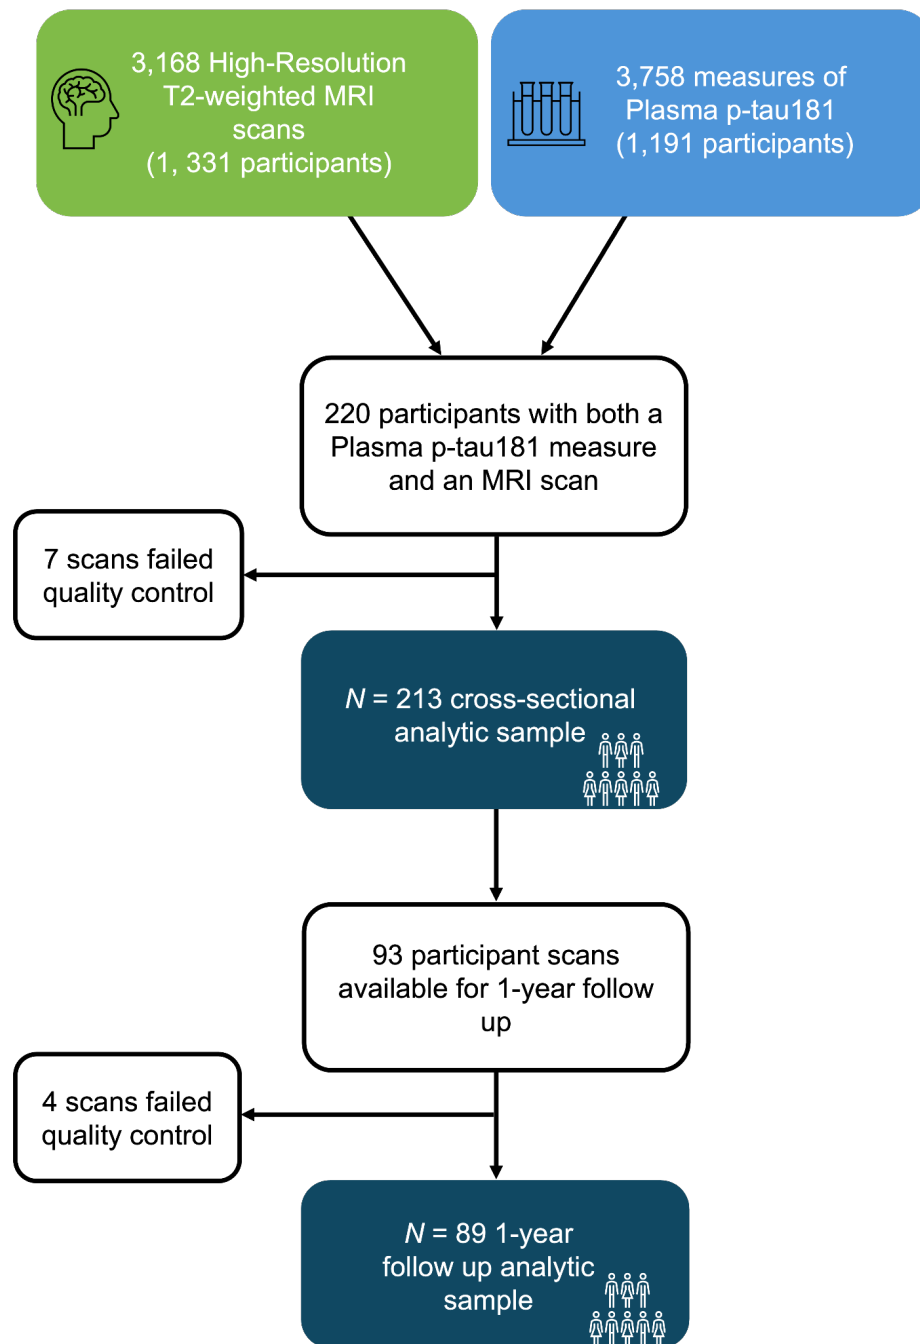 3,168 High-Resolution
T2-weighted MRI
scans
(1, 331 participants)
3,758 measures of
Plasma p-tau181
(1,191 participants)
220 participants with both a
Plasma p-tau181 measure
and an MRI scan
7 scans failed
quality control
N = 213 cross-sectional
analytic sample
93 participant scans
available for 1-year follow
up
4 scans failed
quality control
N = 89 1-year
follow up analytic
sample